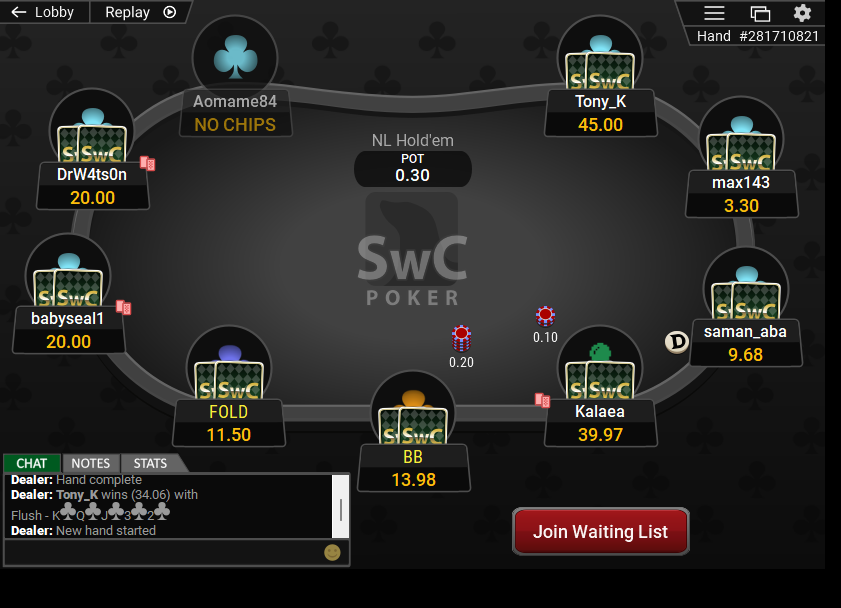 Lobby
Replay
Hand #281710821
Aomame84
NO CHIPS
Tony_K
45.00
NL Hold'em
POT
0.30
DrW4ts0n
20.00
max143
3.30
SwC
POKER
babyseal1
20.00
D
saman_aba
9.68
0.10
0.20
FOLD
11.50
Kalaea
39.97
BB
13.98
CHAT
NOTES
STATS
Dealer: Hand complete
Dealer: Tony_K wins (34.06) with
Flush - K♣Q♣J♣3♣2♣
Dealer: New hand started
Join Waiting List